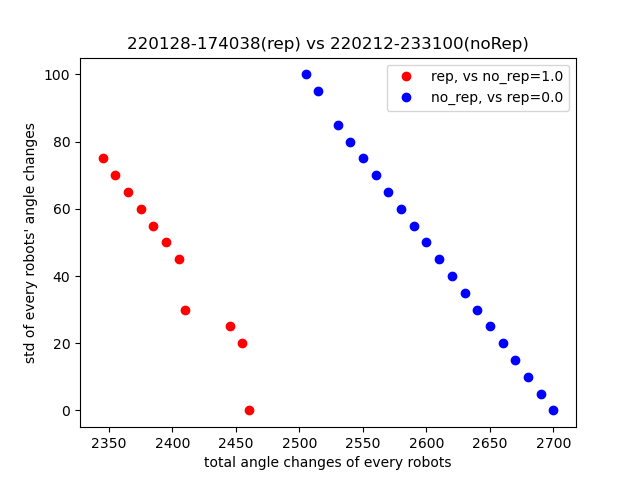 220128-174038(rep) vs 220212-233100(noRep)
rep, vs no_rep=1.0
no_rep, vs rep=0.0
std of every robots' angle changes
100
80
60
40
20
0
2350 2400 2450 2500 2550 2600 2650 2700
total angle changes of every robots